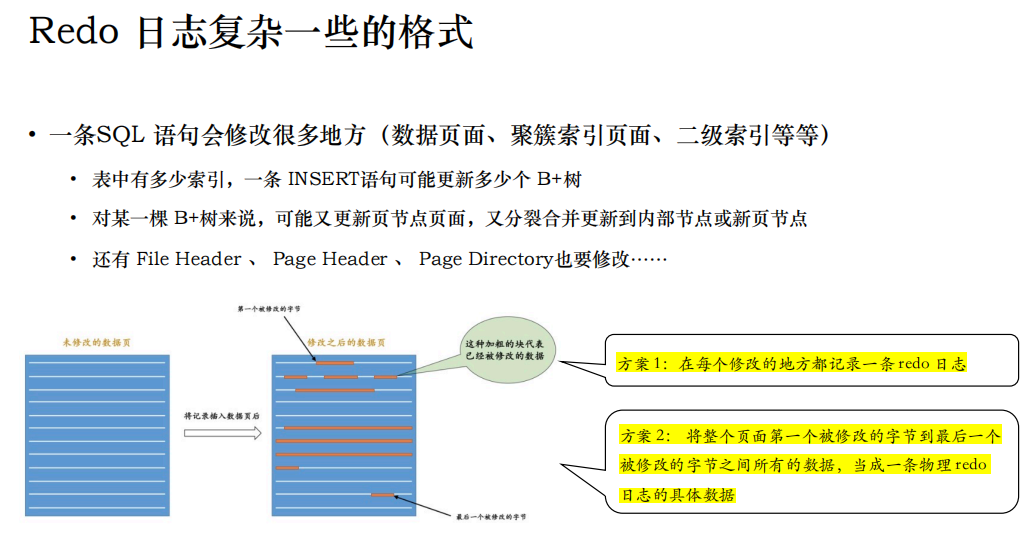 Redo 日志复杂一些的格式
• 一条SQL 语句会修改很多地方（数据页面、聚簇索引页面、二级索引等等）
• 表中有多少索引，一条 INSERT语句可能更新多少个 B+树
• 对某一棵 B+树来说，可能又更新页节点页面，又分裂合并更新到内部节点或新页节点
• 还有 File Header 、 Page Header 、 Page Directory也要修改……
第一个被修改的字节
未修改的数据页
修改之后的数据页
这种加粗的块代表
已经被修改的数据
将记录插入数据页后
最后一个被修改的字节
方案 1：在每个修改的地方都记录一条 redo 日志
方案 2： 将整个页面第一个被修改的字节到最后一个
被修改的字节之间所有的数据，当成一条物理 redo
日志的具体数据